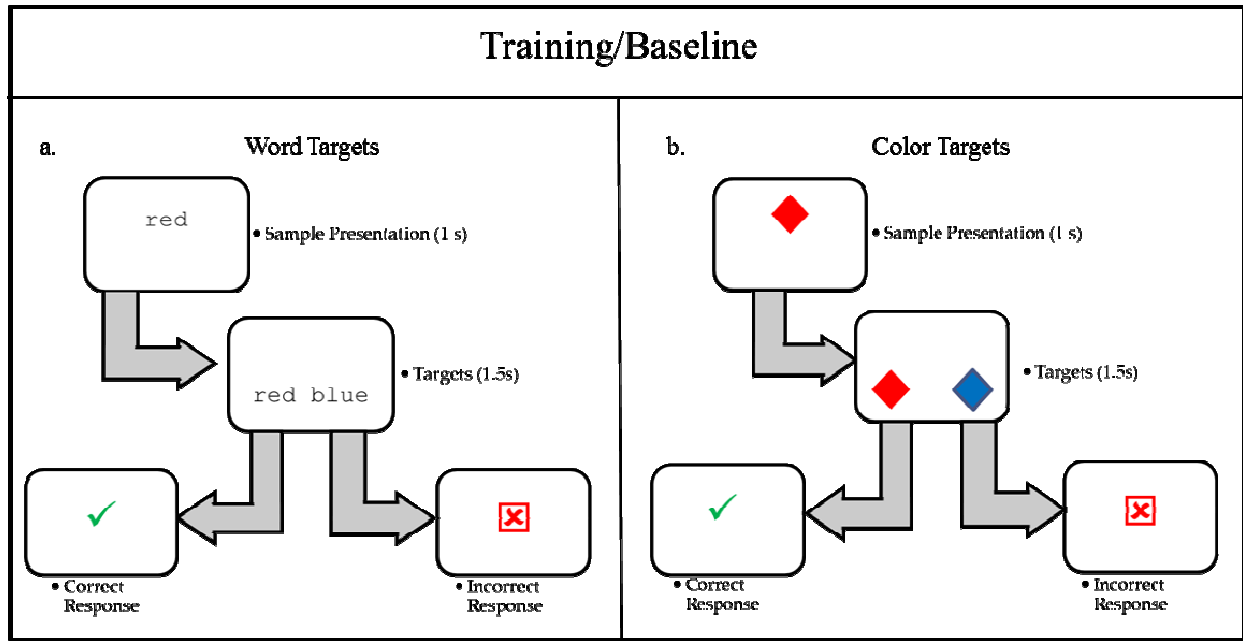 Training/Baseline
a.
Word Targets
red
• Sample Presentation (1 s)
red blue
• Targets (1.5s)
• Correct
Response
• Incorrect
Response
b.
Color Targets
• Sample Presentation (1 s)
• Targets (1.5s)
• Correct
Response
• Incorrect
Response